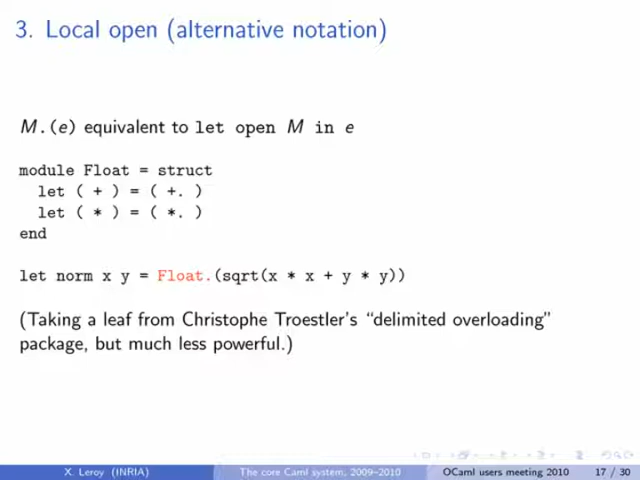 3. Local open (alternative notation)
M.(e) equivalent to let open M in e
module Float = struct
let ( + ) = ( +. )
let ( * ) = ( *. )
end
let norm x y = Float.(sqrt(x * x + y * y))
(Taking a leaf from Christophe Troestler's “delimited overloading”
package, but much less powerful.)
X. Leroy (INRIA) The core Caml system, 2009–2010 OCaml users meeting 2010 17 / 30